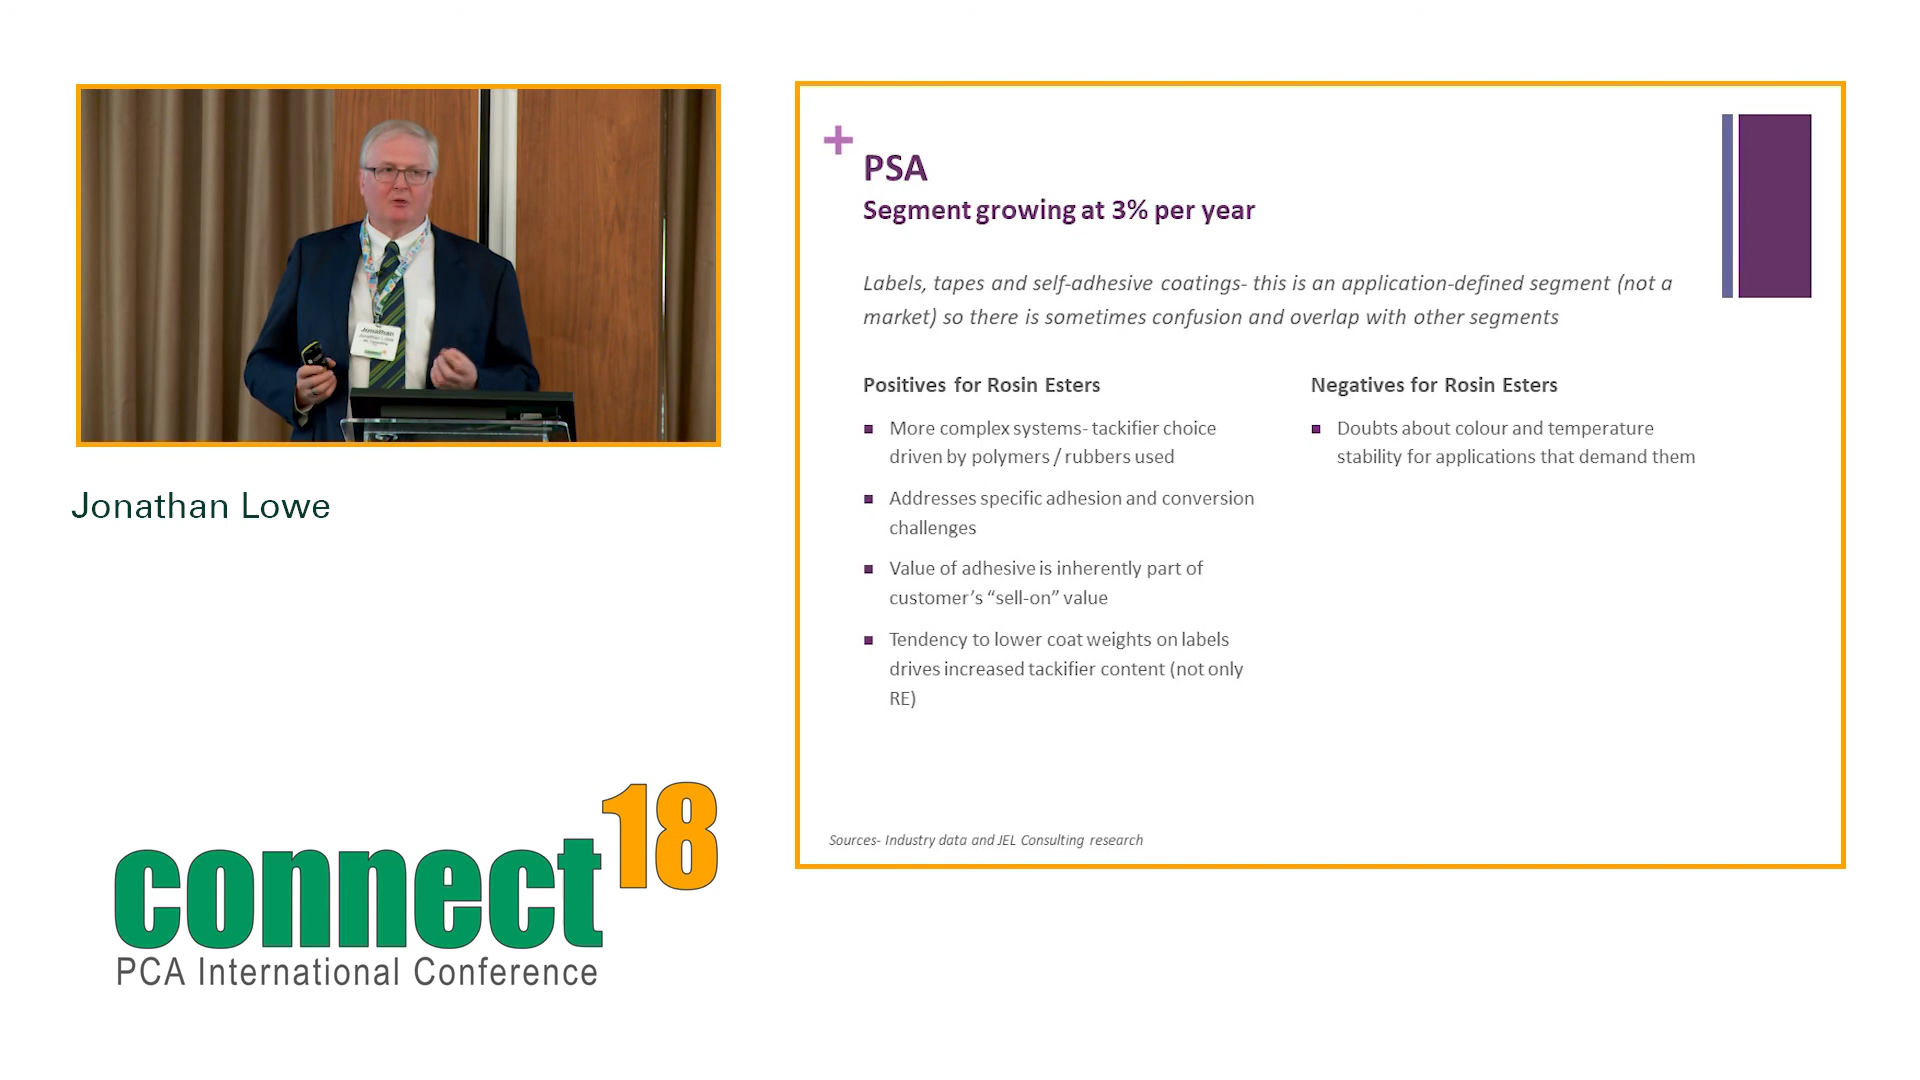 Jonathan
Jonathan Lowe
Jonathan Lowe
connect18
PCA International Conference
+
PSA
Segment growing at 3% per year
Labels, tapes and self-adhesive coatings- this is an application-defined segment (not a
market) so there is sometimes confusion and overlap with other segments
Positives for Rosin Esters
■ More complex systems- tackifier choice
driven by polymers / rubbers used
■ Addresses specific adhesion and conversion
challenges
■ Value of adhesive is inherently part of
customer’s “sell-on” value
■ Tendency to lower coat weights on labels
drives increased tackifier content (not only
RE)
Negatives for Rosin Esters
■ Doubts about colour and temperature
stability for applications that demand them
Sources- Industry data and JEL Consulting research